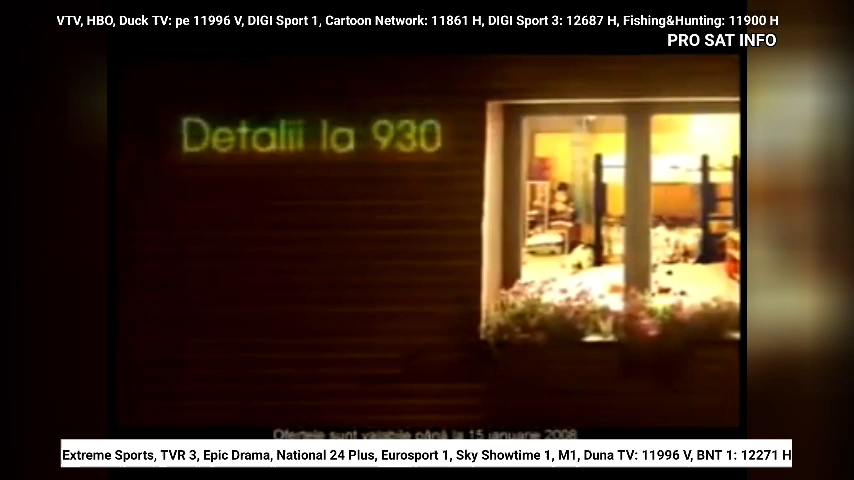 VTV, HBO, Duck TV: pe 11996 V, DIGI Sport 1, Cartoon Network: 11861 H, DIGI Sport 3: 12687 H, Fishing&Hunting: 11900 H
PRO SAT INFO
Detalii la 930
Ofertele sunt valabile până la 15 ianuarie 2008
Extreme Sports, TVR 3, Epic Drama, National 24 Plus, Eurosport 1, Sky Showtime 1, M1, Duna TV: 11996 V, BNT 1: 12271 H